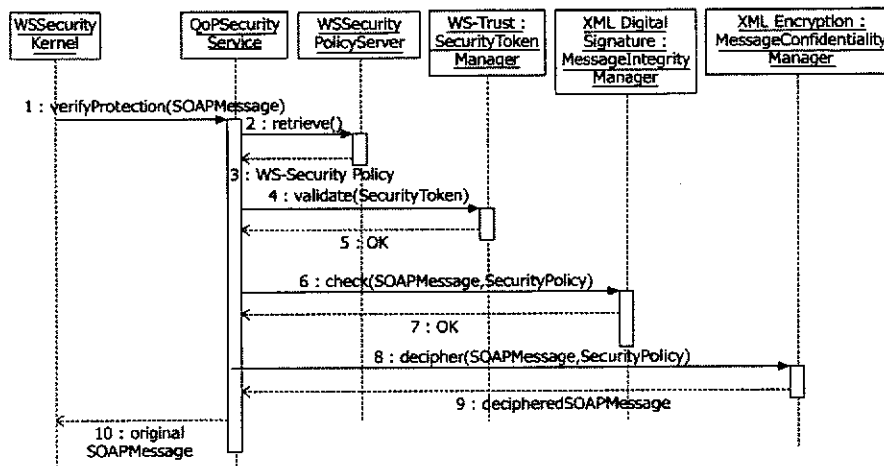 WSSecurity
Kernel
QoPSecurity
Service
WSSecurity
PolicyServer
WS-Trust :
SecurityToken
Manager
XML Digital
Signature :
MessageIntegrity
Manager
XML Encryption :
MessageConfidentiality
Manager
1 : verifyProtection(SOAPMessage)
2 : retrieve()
3 : WS-Security Policy
4 : validate(SecurityToken)
5 : OK
6 : check(SOAPMessage,SecurityPolicy)
7 : OK
8 : decipher(SOAPMessage,SecurityPolicy)
9 : decipheredSOAPMessage
10 : original
SOAPMessage